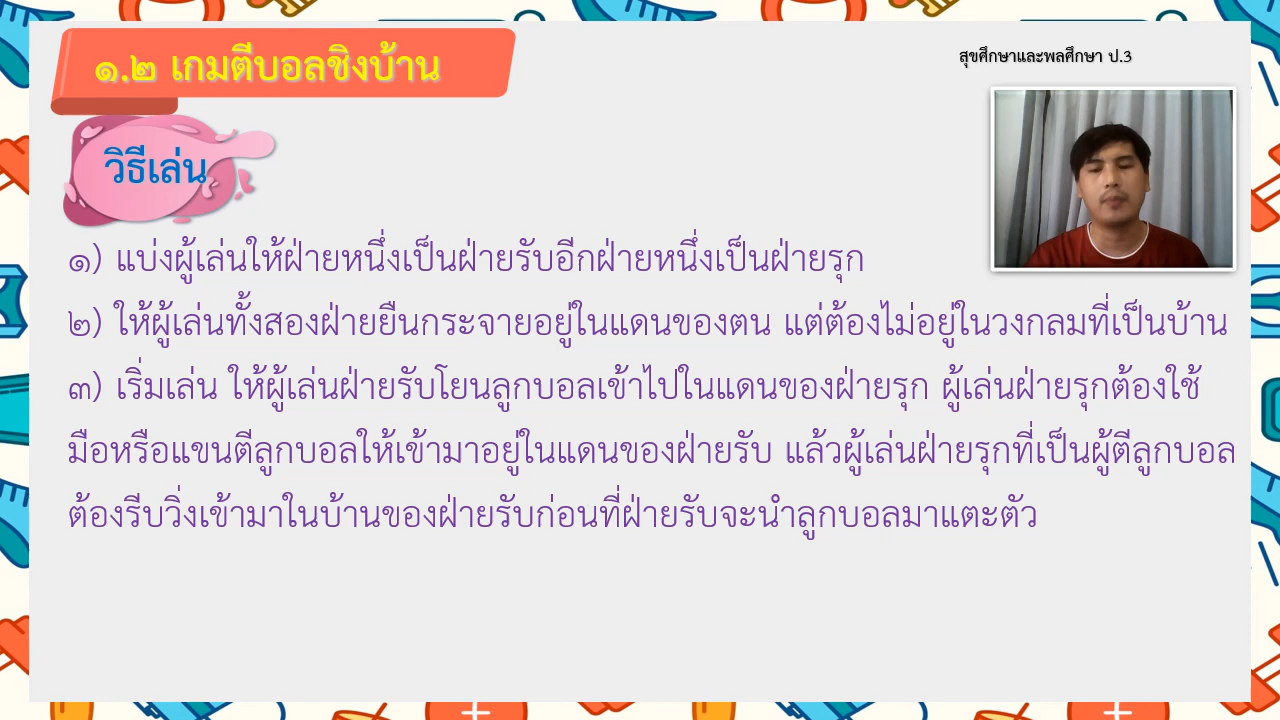 ๑.๒ เกมตีบอลชิงบ้าน
สุขศึกษาและพลศึกษา ป.3
วิธีเล่น
๑) แบ่งผู้เล่นให้ฝ่ายหนึ่งเป็นฝ่ายรับอีกฝ่ายหนึ่งเป็นฝ่ายรุก
๒) ให้ผู้เล่นทั้งสองฝ่ายยืนกระจายอยู่ในแดนของตน แต่ต้องไม่อยู่ในวงกลมที่เป็นบ้าน
๓) เริ่มเล่น ให้ผู้เล่นฝ่ายรับโยนลูกบอลเข้าไปในแดนของฝ่ายรุก ผู้เล่นฝ่ายรุกต้องใช้
มือหรือแขนตีลูกบอลให้เข้ามาอยู่ในแดนของฝ่ายรับ แล้วผู้เล่นฝ่ายรุกที่เป็นผู้ตีลูกบอล
ต้องรีบวิ่งเข้ามาในบ้านของฝ่ายรับก่อนที่ฝ่ายรับจะนำลูกบอลมาแตะตัว